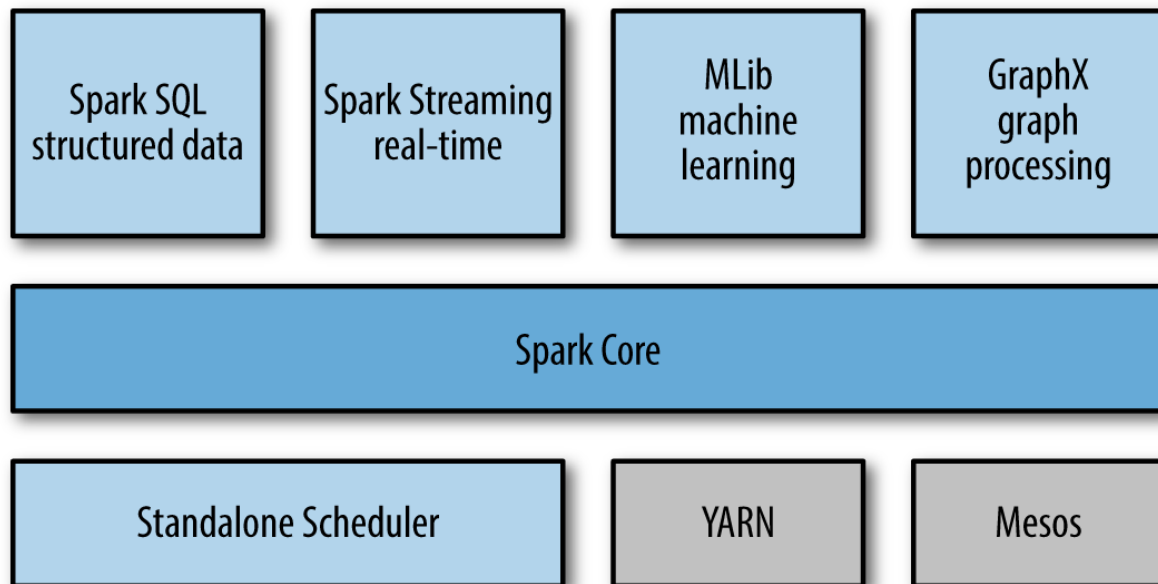 Spark SQL
structured data
Spark Streaming
real-time
MLib
machine
learning
GraphX
graph
processing
Spark Core
Standalone Scheduler
YARN
Mesos